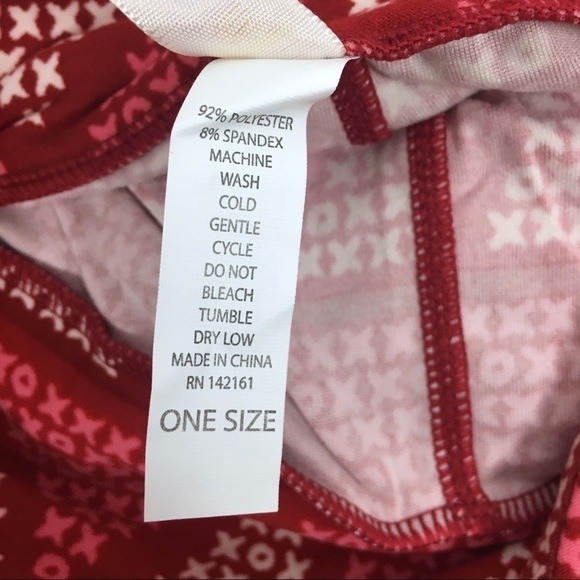 92% POLYESTER
8% SPANDEX
MACHINE
WASH
COLD
GENTLE
CYCLE
DO NOT
BLEACH
TUMBLE
DRY LOW
MADE IN CHINA
RN 142161
ONE SIZE